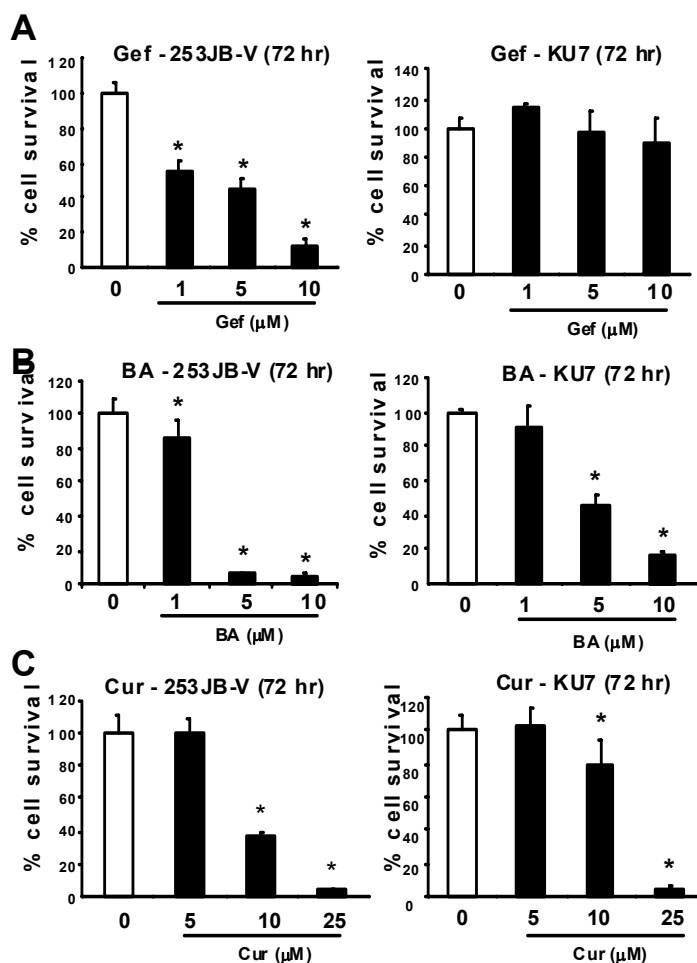 A
Gef - 253JB-V (72 hr)
% cell survival
120
100
80
60
40
20
0
*
*
*
0 1 5 10
Gef (μM)
Gef - KU7 (72 hr)
% cell survival
140
120
100
80
60
40
20
0
0 1 5 10
Gef (μM)
B
BA - 253JB-V (72 hr)
% cell survival
120
100
80
60
40
20
0
*
*
*
0 1 5 10
BA (μM)
BA - KU7 (72 hr)
% cell survival
120
100
80
60
40
20
0
*
*
0 1 5 10
BA (μM)
C
Cur - 253JB-V (72 hr)
% cell survival
120
100
80
60
40
20
0
*
*
0 5 10 25
Cur (μM)
Cur - KU7 (72 hr)
% cell survival
120
100
80
60
40
20
0
*
*
0 5 10 25
Cur (μM)